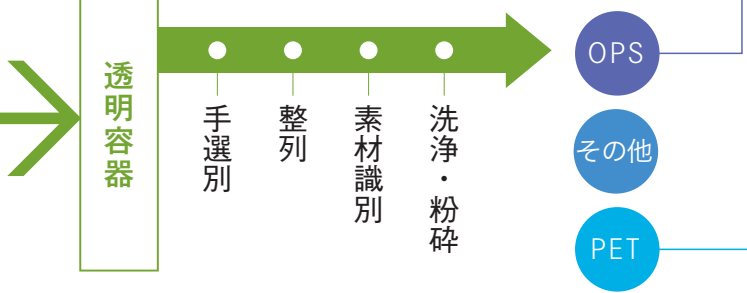 透明容器
手選別
整列
素材識別
洗浄・粉砕
OPS
その他
PET